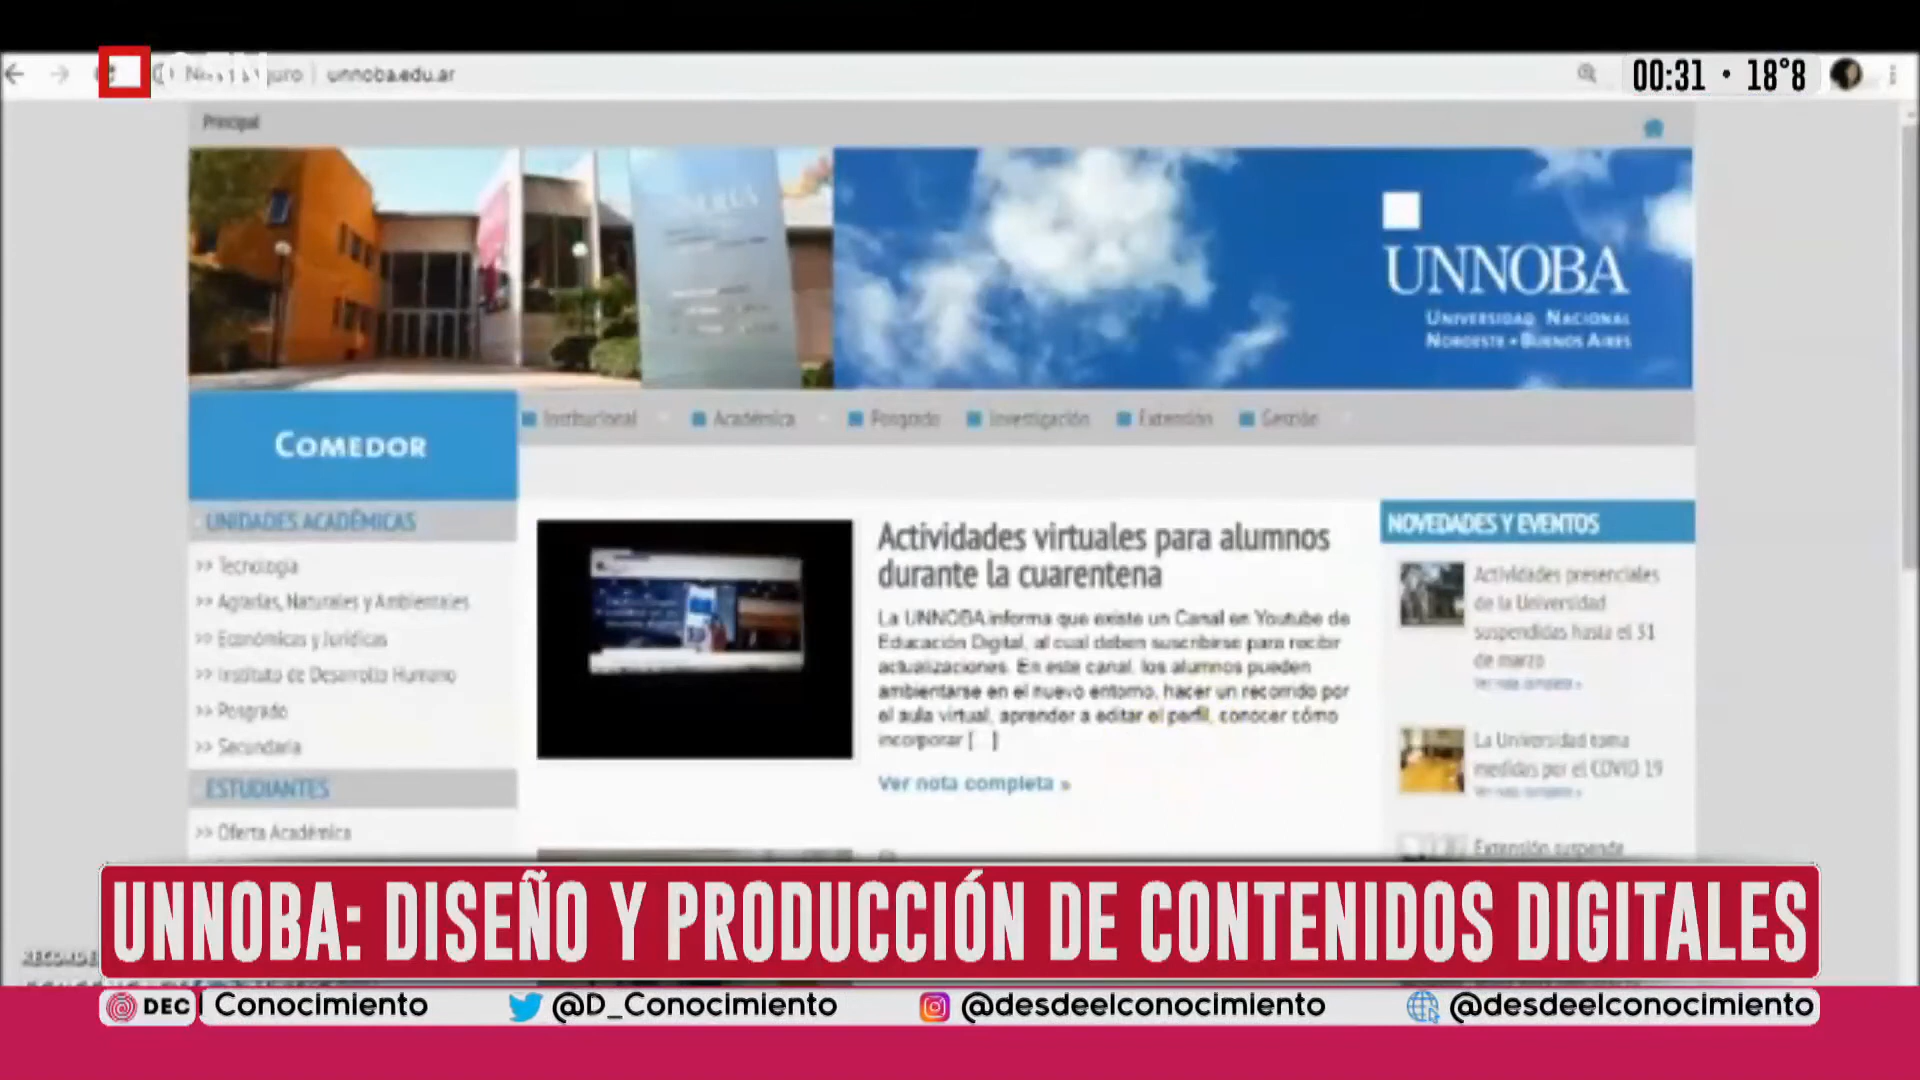 unnoba.edu.ar
00:31 • 18°8
Principal
UNNOBA
UNIVERSIDAD NACIONAL
NOROESTE • BUENOS AIRES
COMEDOR
Institucional
Académica
Posgrado
Investigación
Extensión
Gestión
UNIDADES ACADÉMICAS
>> Tecnología
>> Agrarias, Naturales y Ambientales
>> Económicas y Jurídicas
>> Instituto de Desarrollo Humano
>> Posgrado
>> Secundaria
ESTUDIANTES
>> Oferta Académica
Actividades virtuales para alumnos
durante la cuarentena
La UNNOBA informa que existe un Canal en Youtube de
Educación Digital, al cual deben suscribirse para recibir
actualizaciones. En este canal, los alumnos pueden
ambientarse en el nuevo entorno, hacer un recorrido por
el aula virtual, aprender a editar el perfil, conocer cómo
incorporar [...]
Ver nota completa »
NOVEDADES Y EVENTOS
Actividades presenciales
de la Universidad
suspendidas hasta el 31
de marzo
Ver nota completa »
La Universidad toma
medidas por el COVID 19
Ver nota completa »
Extensión suspende
UNNOBA: DISEÑO Y PRODUCCIÓN DE CONTENIDOS DIGITALES
DEC Conocimiento
@D_Conocimiento
@desdeelconocimiento
@desdeelconocimiento